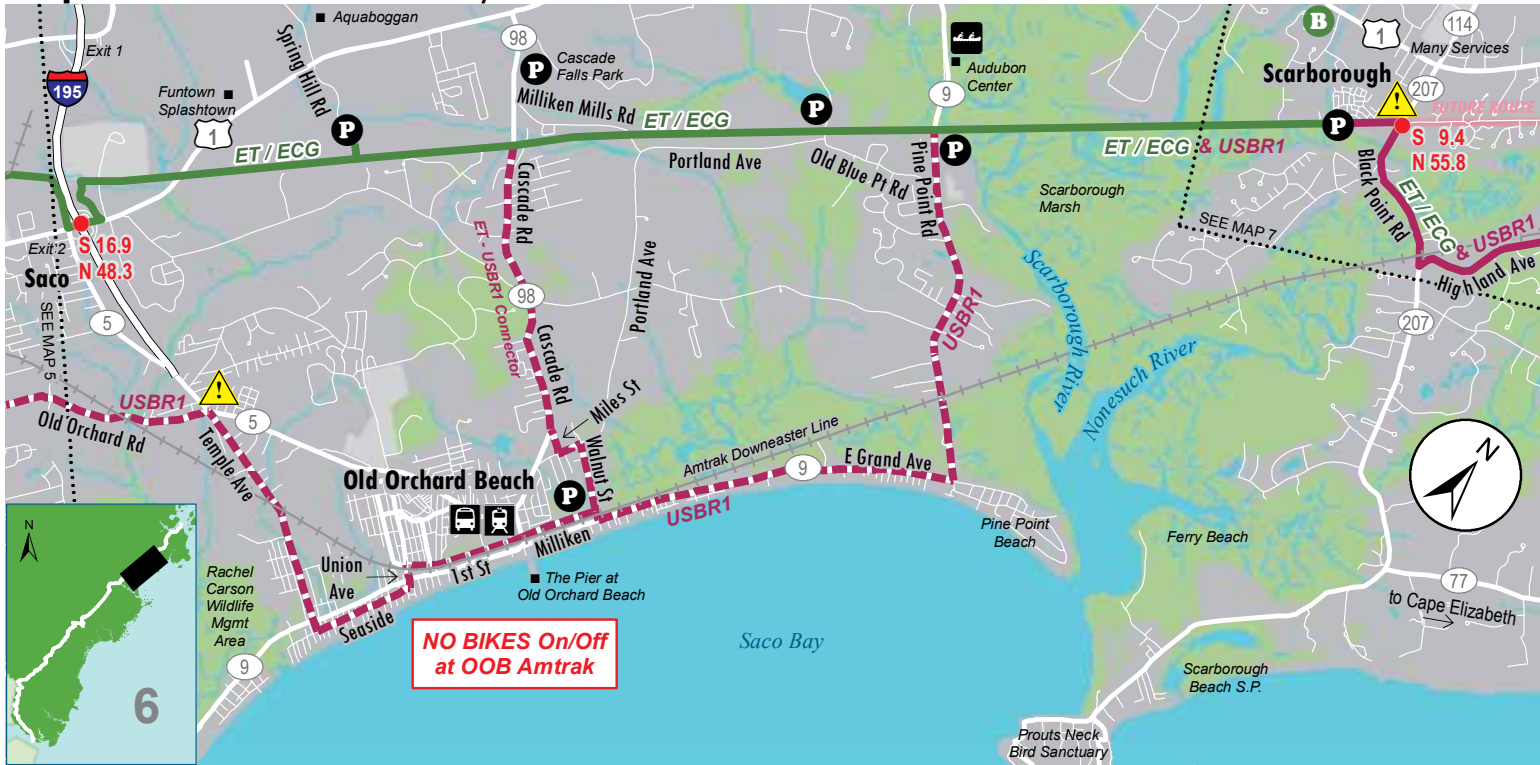 Aquaboggan
98
114
1
Many Services
B
Exit 1
Spring Hill Rd
P
Cascade
Falls Park
Audubon
Center
Scarborough
!
207
195
Funtown
Splashtown
Milliken Mills Rd
9
P
FUTURE ROUTE
1
P
ET / ECG
ET / ECG
P
ET / ECG & USBR1
P
S 9.4
N 55.8
Portland Ave
Old Blue Pt Rd
Pine Point Rd
P
Scarborough
Marsh
Black Point Rd
ET / ECG
& USBR1
Cascade Rd
SEE MAP 7
Exit 2
S 16.9
N 48.3
Saco
ET - USBR1 Connector
Portland Ave
Scarborough
River
Highland Ave
98
SEE MAP 5
5
USBR1
207
Nonesuch River
Cascade Rd
!
USBR1
Old Orchard Rd
5
Miles St
Temple Ave
Walnut St
Amtrak Downeaster Line
E Grand Ave
9
N
Old Orchard Beach
P
USBR1
Milliken
Pine Point
Beach
Ferry Beach
N
Union
Ave
1st St
Rachel
Carson
Wildlife
Mgmt
Area
The Pier at
Old Orchard Beach
77
to Cape Elizabeth
Seaside
NO BIKES On/Off
at OOB Amtrak
Saco Bay
9
Scarborough
Beach S.P.
6
Prouts Neck
Bird Sanctuary